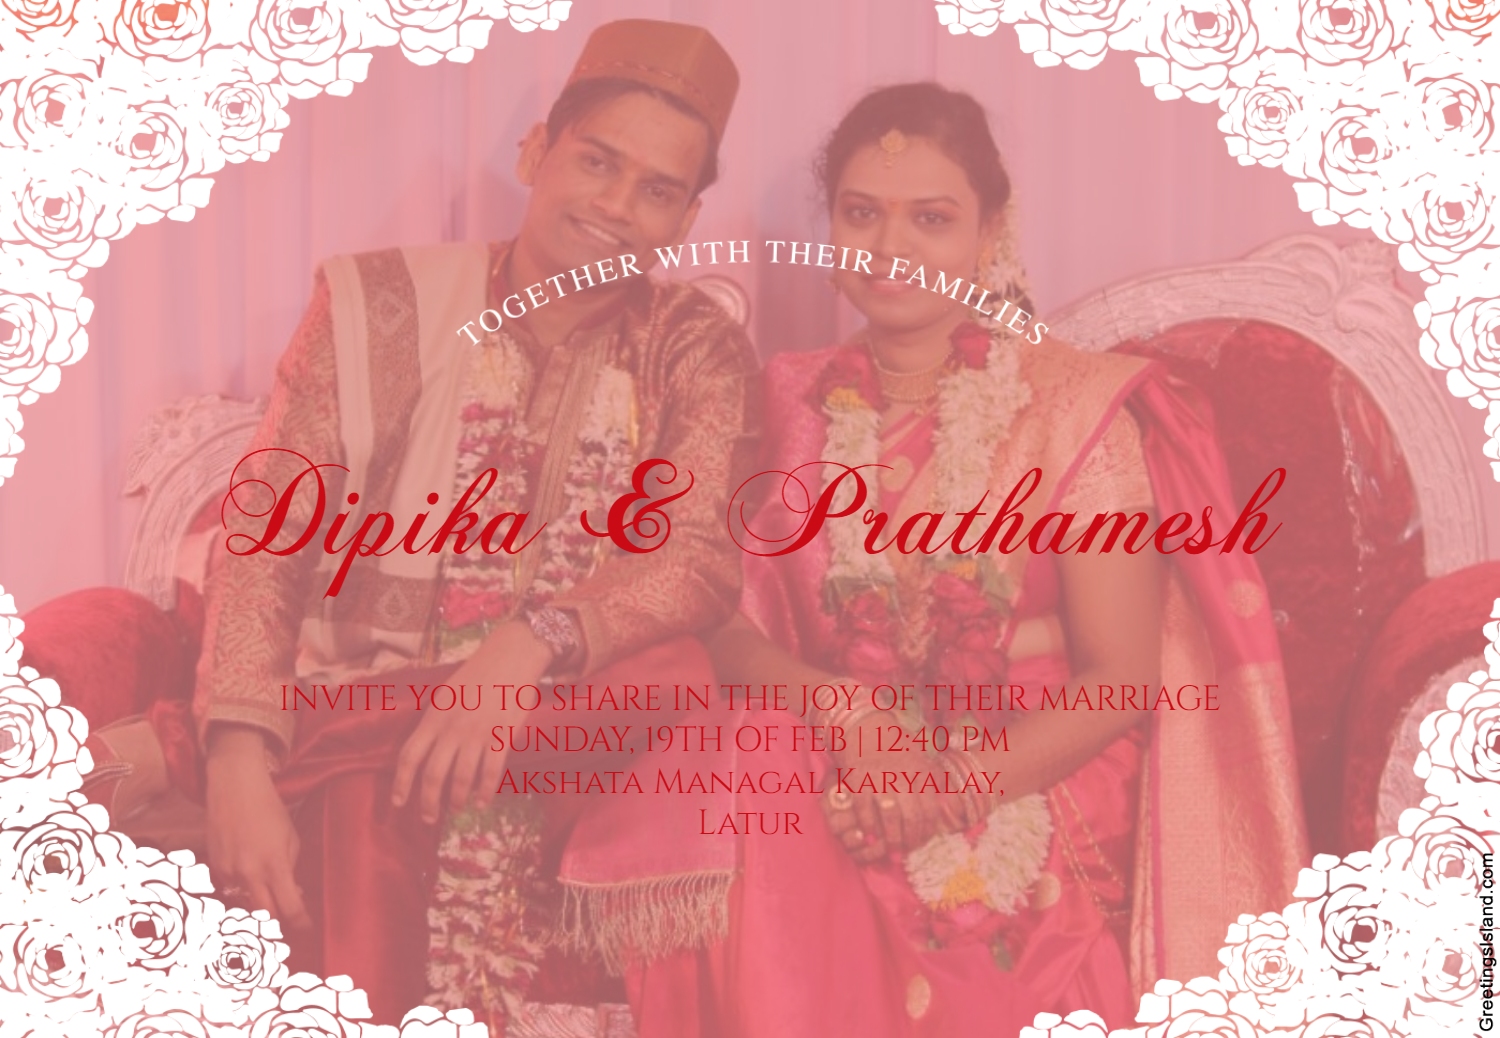 TOGETHER WITH THEIR FAMILIES
Dipika & Prathamesh
INVITE YOU TO SHARE IN THE JOY OF THEIR MARRIAGE
SUNDAY, 19TH OF FEB | 12:40 PM
Akshata Managal Karyalay,
Latur
GreetingsIsland.com